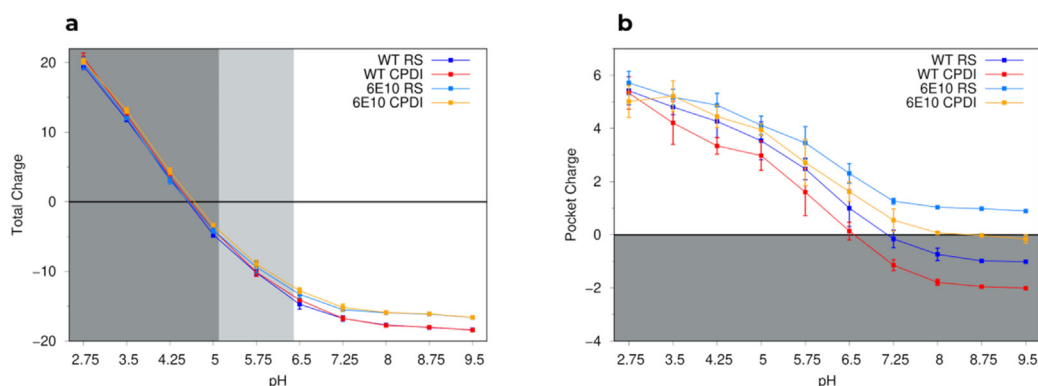 a
WT RS
WT CPDI
6E10 RS
6E10 CPDI
20
10
0
−10
−20
Total Charge
2.75 3.5 4.25 5 5.75 6.5 7.25 8 8.75 9.5
pH
b
WT RS
WT CPDI
6E10 RS
6E10 CPDI
6
4
2
0
−2
−4
Pocket Charge
2.75 3.5 4.25 5 5.75 6.5 7.25 8 8.75 9.5
pH